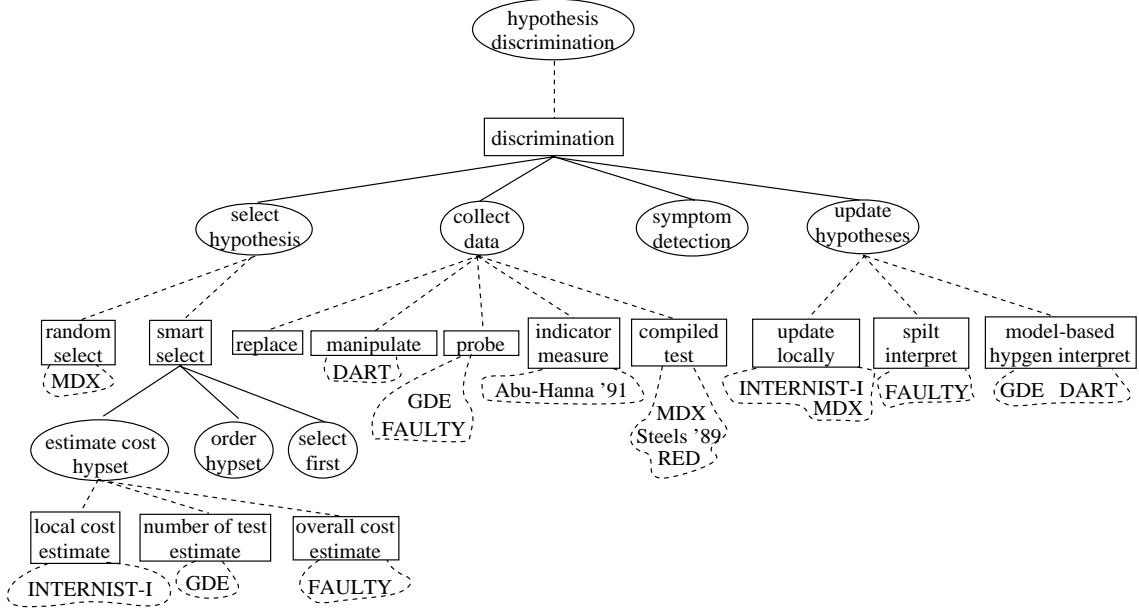 hypothesis
discrimination
discrimination
select
hypothesis
collect
data
symptom
detection
update
hypotheses
random
select
smart
select
replace
manipulate
probe
indicator
measure
compiled
test
update
locally
spilt
interpret
model-based
hypgen interpret
MDX
DART
GDE
FAULTY
Abu-Hanna ’91
MDX
Steels ’89
RED
INTERNIST-I
MDX
FAULTY
GDE DART
estimate cost
hypset
order
hypset
select
first
local cost
estimate
number of test
estimate
overall cost
estimate
INTERNIST-I
GDE
FAULTY